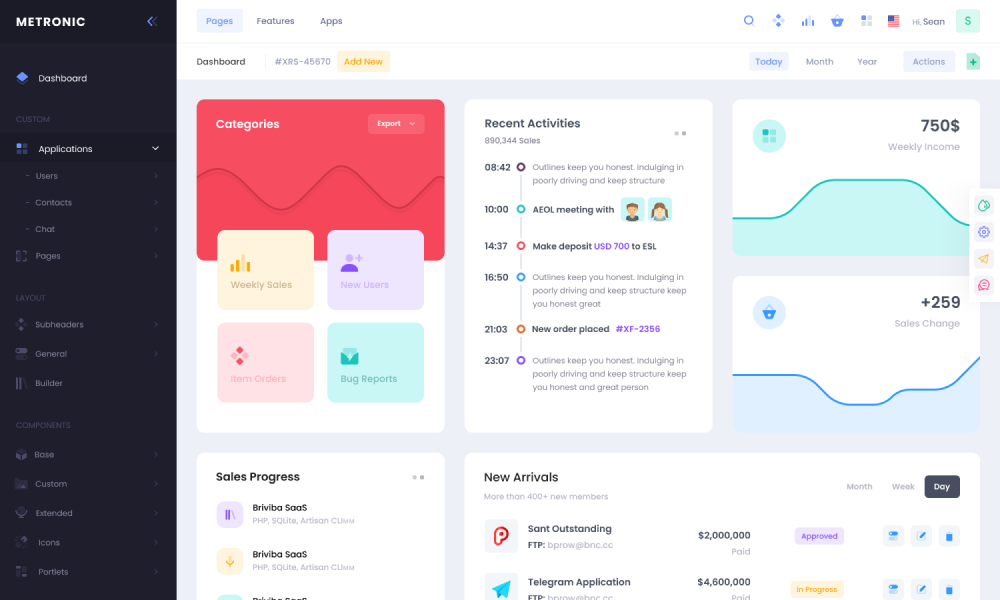 METRONIC
Pages
Features
Apps
Hi, Sean
S
Dashboard
#XRS-45670
Add New
Today
Month
Year
Actions
Dashboard
CUSTOM
Applications
Users
Contacts
Chat
Pages
LAYOUT
Subheaders
General
Builder
COMPONENTS
Base
Custom
Extended
Icons
Portlets
Categories
Export
Weekly Sales
New Users
Item Orders
Bug Reports
Recent Activities
890,344 Sales
08:42
Outlines keep you honest. Indulging in
poorly driving and keep structure
10:00
AEOL meeting with
14:37
Make deposit USD 700 to ESL
16:50
Outlines keep you honest. Indulging in
poorly driving and keep structure keep
you honest great
21:03
New order placed #XF-2356
23:07
Outlines keep you honest. Indulging in
poorly driving and keep structure keep
you honest and great person
750$
Weekly Income
+259
Sales Change
Sales Progress
Briviba SaaS
PHP, SQLite, Artisan CLIмм
Briviba SaaS
PHP, SQLite, Artisan CLIмм
Briviba SaaS
New Arrivals
More than 400+ new members
Month
Week
Day
Sant Outstanding
FTP: bprow@bnc.cc
$2,000,000
Paid
Approved
Telegram Application
FTP: bprow@bnc.cc
$4,600,000
Paid
In Progress